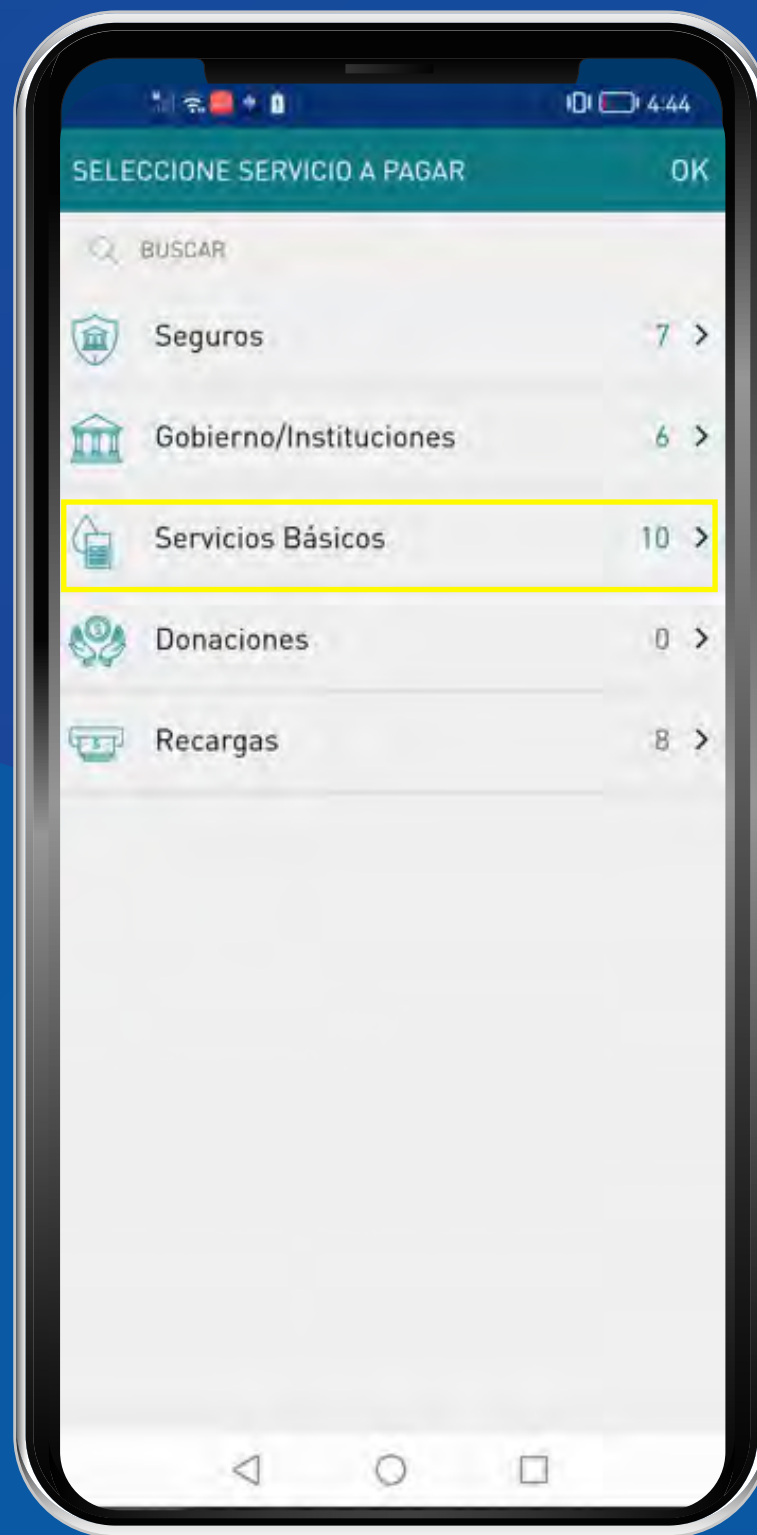 4:44
SELECCIONE SERVICIO A PAGAR OK
BUSCAR
Seguros 7
Gobierno/Instituciones 6
Servicios Básicos 10
Donaciones 0
Recargas 8